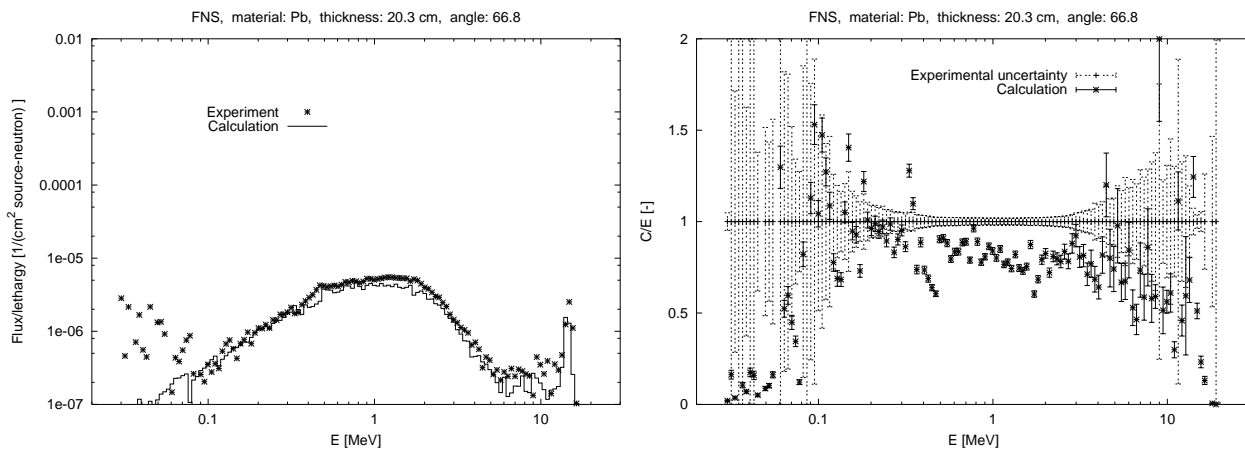 FNS, material: Pb, thickness: 20.3 cm, angle: 66.8
0.01
0.001
0.0001
1e-5
1e-06
1e-07
Flux/lethargy [1/(cm² source-neutron) ]
Experiment
Calculation
0.1
1
10
E [MeV]
FNS, material: Pb, thickness: 20.3 cm, angle: 66.8
2
1.5
1
0.5
0
C/E [-]
Experimental uncertainty
Calculation
0.1
1
10
E [MeV]